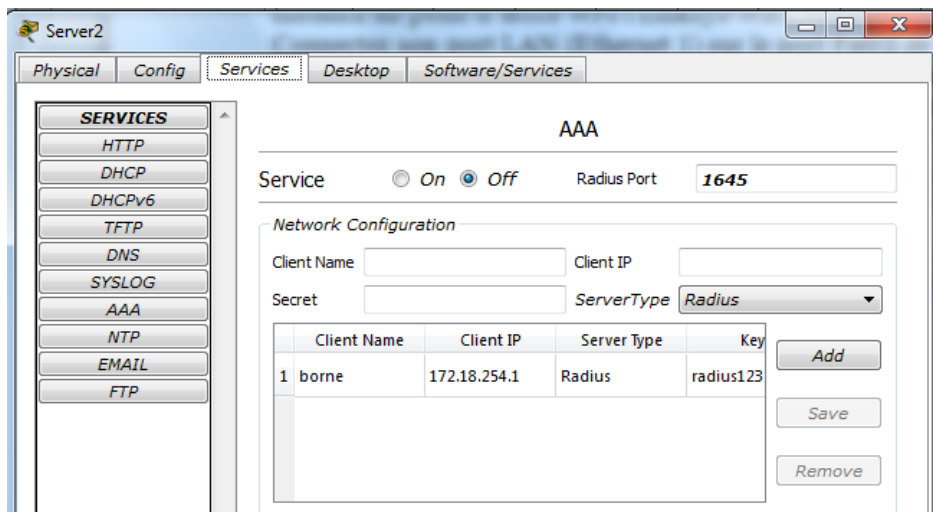 Server2
Physical Config Services Desktop Software/Services
SERVICES
HTTP
DHCP
DHCPv6
TFTP
DNS
SYSLOG
AAA
NTP
EMAIL
FTP
AAA
Service On Off Radius Port 1645
Network Configuration
Client Name Client IP
Secret ServerType Radius
Client Name Client IP Server Type Key
1 borne 172.18.254.1 Radius radius123
Add
Save
Remove